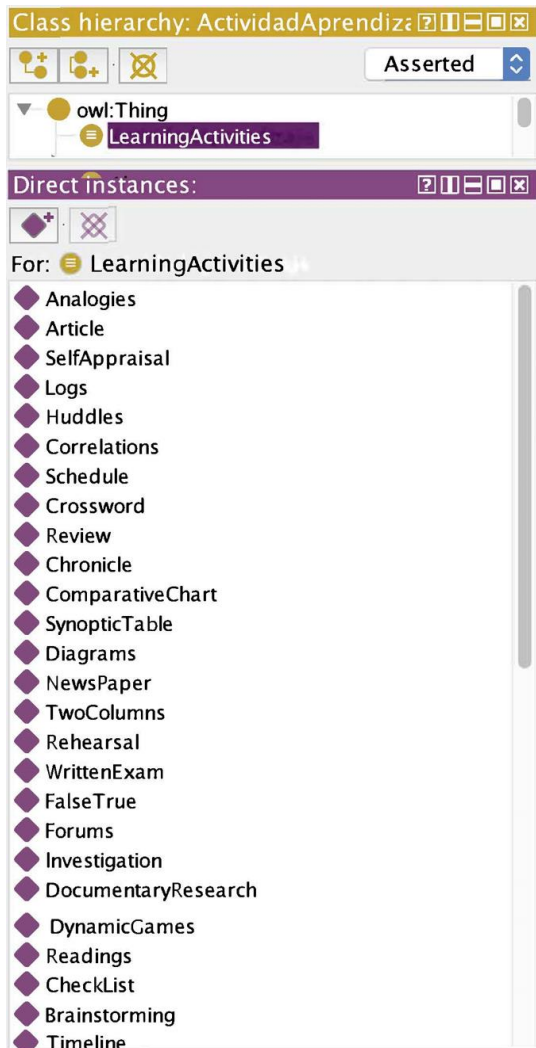 Class hierarchy: ActividadAprendiza
Asserted
owl:Thing
LearningActivities
Direct instances:
For: LearningActivities
Analogies
Article
SelfAppraisal
Logs
Huddles
Correlations
Schedule
Crossword
Review
Chronicle
ComparativeChart
SynopticTable
Diagrams
NewsPaper
TwoColumns
Rehearsal
WrittenExam
FalseTrue
Forums
Investigation
DocumentaryResearch
DynamicGames
Readings
CheckList
Brainstorming
Timeline